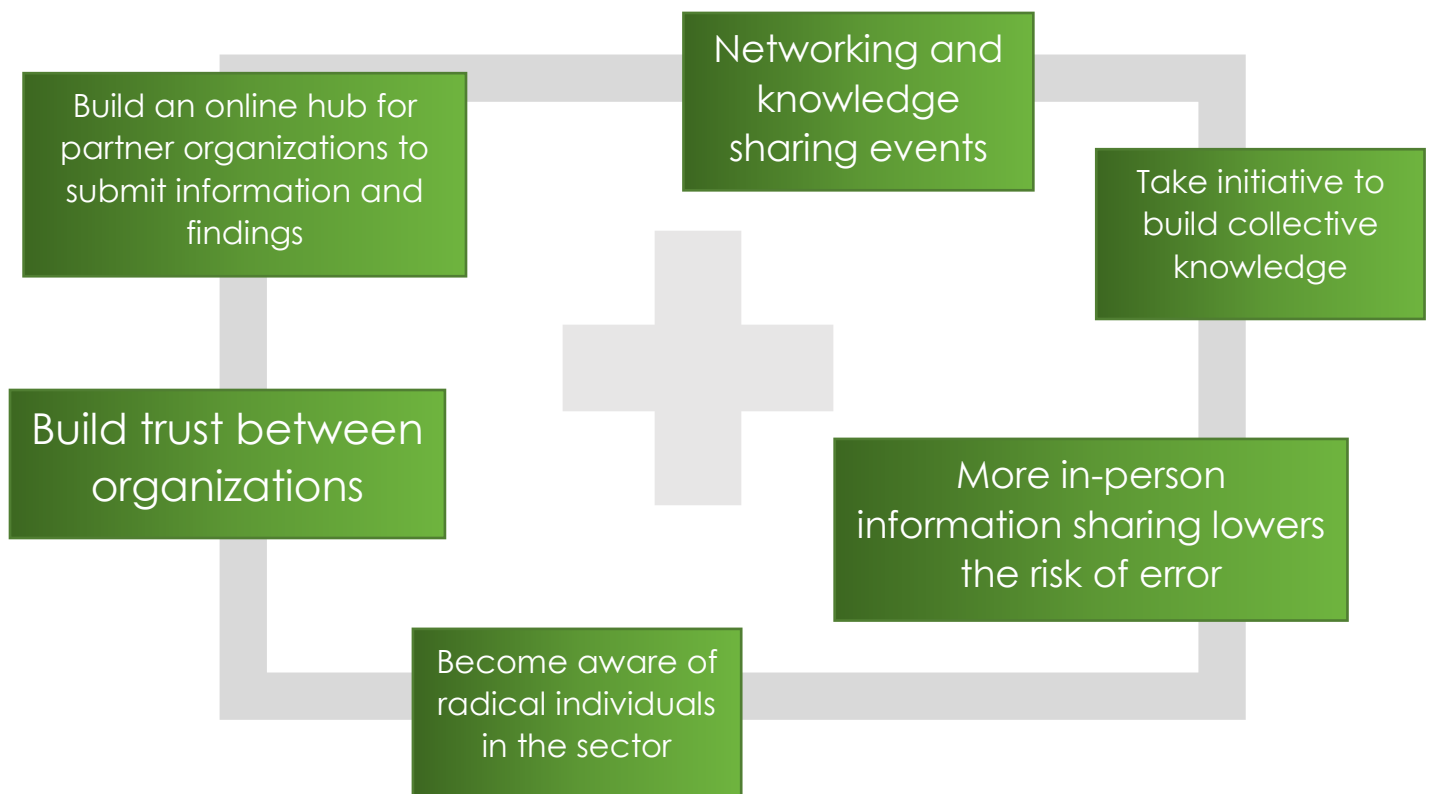 Networking and
knowledge
sharing events
Build an online hub for
partner organizations to
submit information and
findings
Take initiative to
build collective
knowledge
Build trust between
organizations
More in-person
information sharing lowers
the risk of error
Become aware of
radical individuals
in the sector